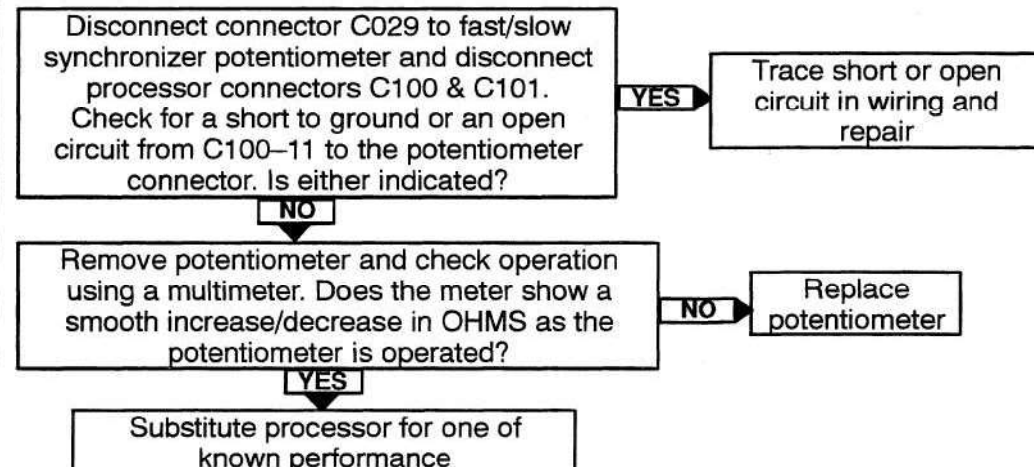 Disconnect connector C029 to fast/slow
synchronizer potentiometer and disconnect
processor connectors C100 & C101.
Check for a short to ground or an open
circuit from C100–11 to the potentiometer
connector. Is either indicated?
YES
Trace short or open
circuit in wiring and
repair
NO
Remove potentiometer and check operation
using a multimeter. Does the meter show a
smooth increase/decrease in OHMS as the
potentiometer is operated?
NO
Replace
potentiometer
YES
Substitute processor for one of
known performance